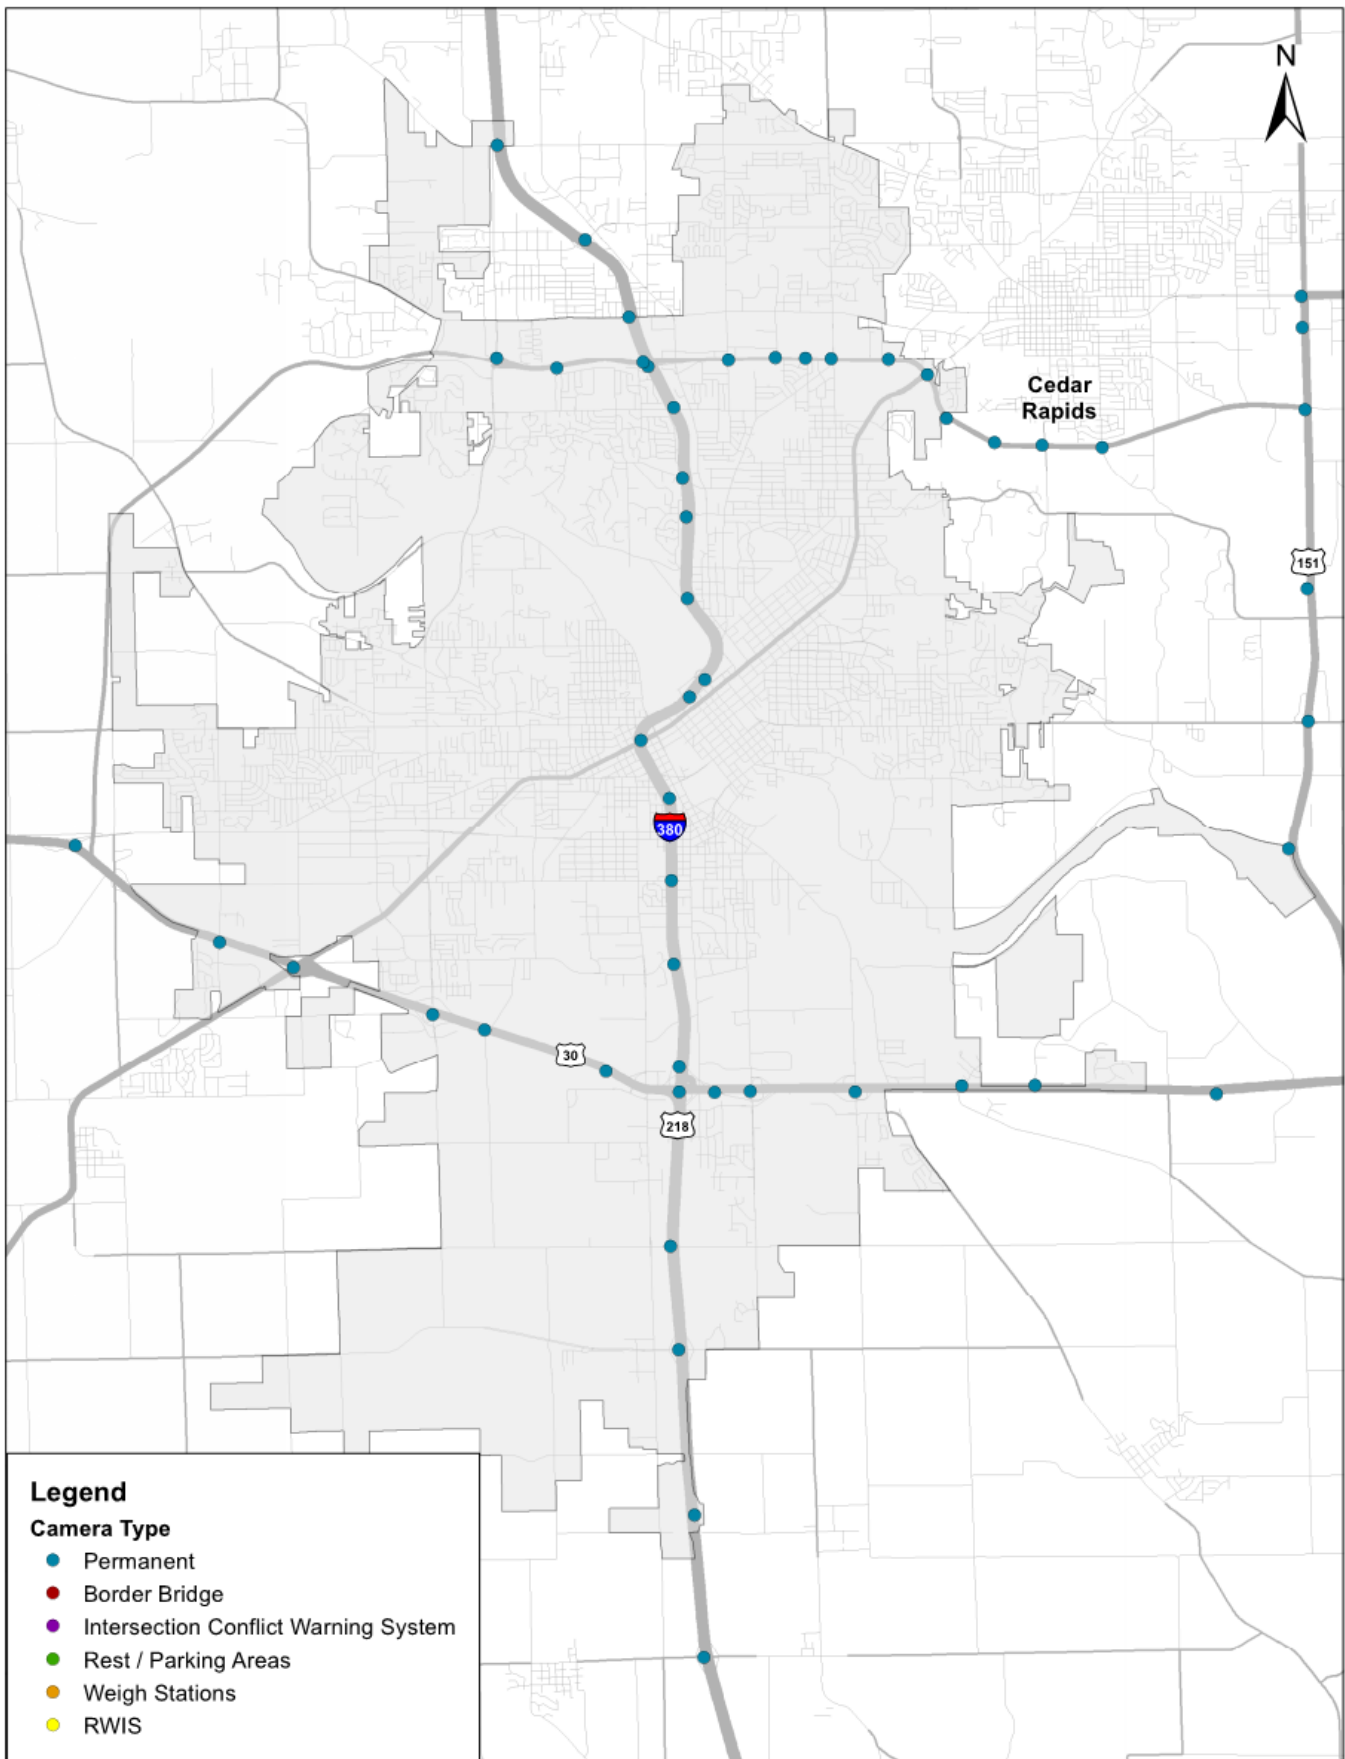 N
Cedar
Rapids
151
380
30
218
Legend
Camera Type
Permanent
Border Bridge
Intersection Conflict Warning System
Rest / Parking Areas
Weigh Stations
RWIS